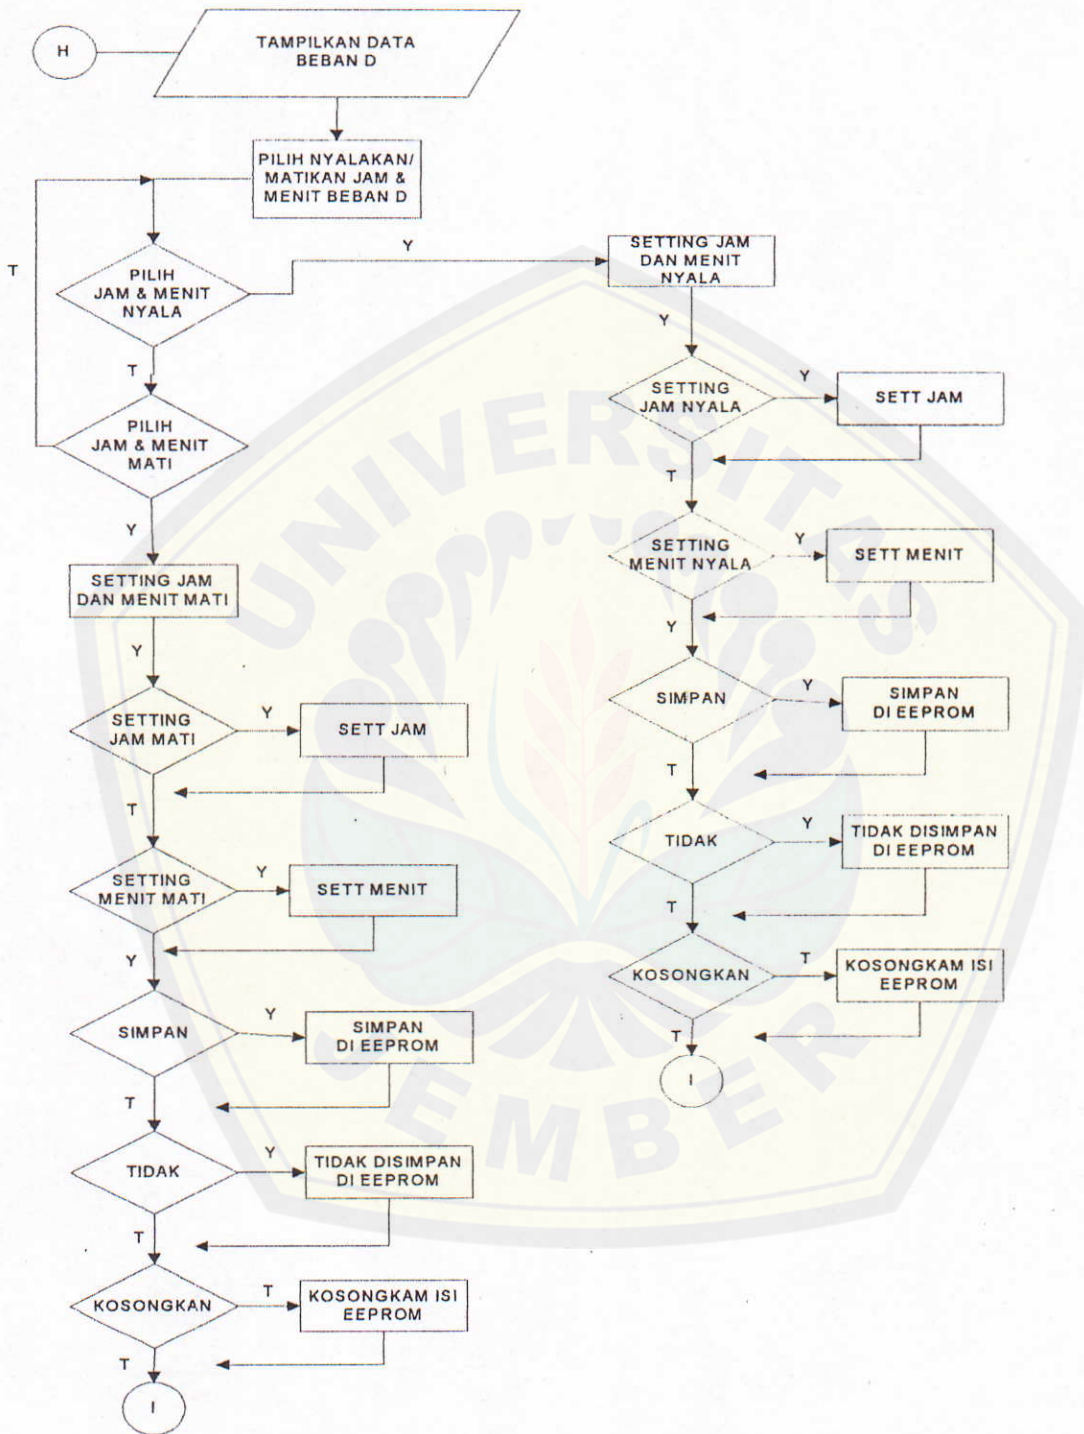 H
TAMPILKAN DATA
BEBAN D
PILIH NYALAKAN/
MATIKAN JAM &
MENIT BEBAN D
T
PILIH
JAM & MENIT
NYALA
Y
T
PILIH
JAM & MENIT
MATI
Y
SETTING JAM
DAN MENIT MATI
Y
SETTING
JAM MATI
Y
SETT JAM
T
SETTING
MENIT MATI
Y
SETT MENIT
Y
SIMPAN
Y
SIMPAN
DI EEPROM
T
TIDAK
Y
TIDAK DISIMPAN
DI EEPROM
T
KOSONGKAN
T
KOSONGKAM ISI
EEPROM
T
I
SETTING JAM
DAN MENIT
NYALA
Y
SETTING
JAM NYALA
Y
SETT JAM
T
SETTING
MENIT NYALA
Y
SETT MENIT
Y
SIMPAN
Y
SIMPAN
DI EEPROM
T
TIDAK
Y
TIDAK DISIMPAN
DI EEPROM
T
KOSONGKAN
T
KOSONGKAM ISI
EEPROM
T
I
UNIVERSITAS
JEMBER